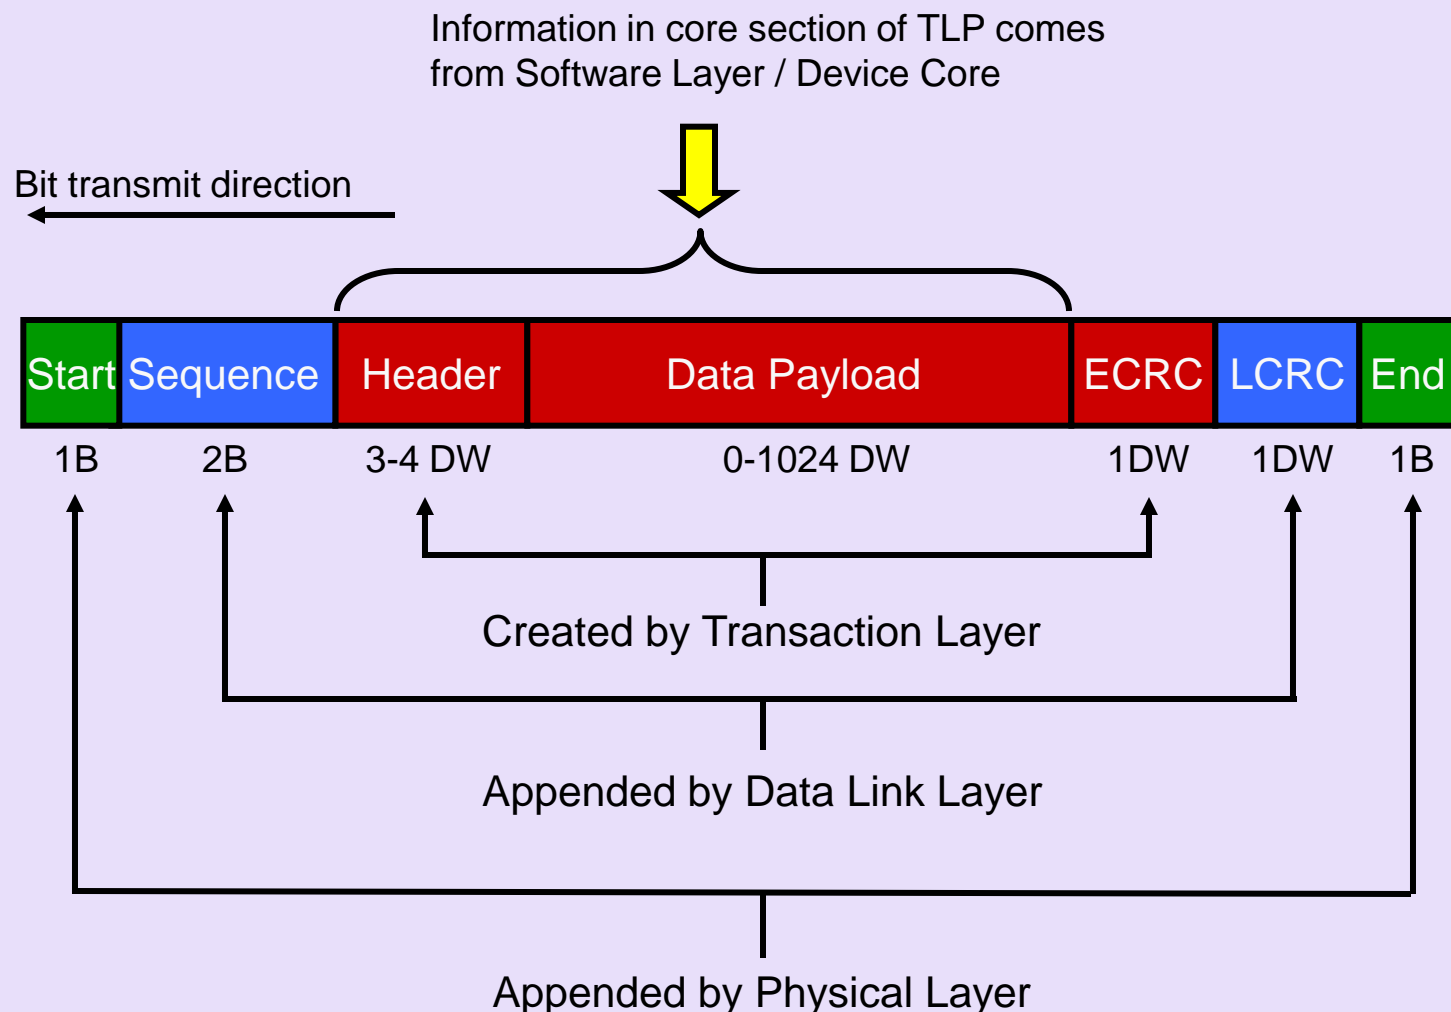 Information in core section of TLP comes
from Software Layer / Device Core
Bit transmit direction
Start Sequence Header Data Payload ECRC LCRC End
1B 2B 3-4 DW 0-1024 DW 1DW 1DW 1B
Created by Transaction Layer
Appended by Data Link Layer
Appended by Physical Layer